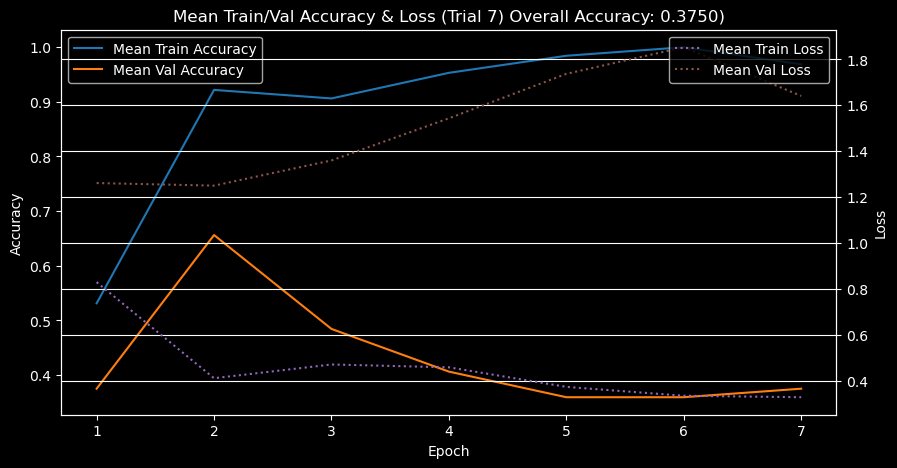 Mean Train/Val Accuracy & Loss (Trial 7) Overall Accuracy: 0.3750)
Mean Train Accuracy
Mean Val Accuracy
Mean Train Loss
Mean Val Loss
Accuracy
1.0
0.9
0.8
0.7
0.6
0.5
0.4
Loss
1.8
1.6
1.4
1.2
1.0
0.8
0.6
0.4
1 2 3 4 5 6 7
Epoch